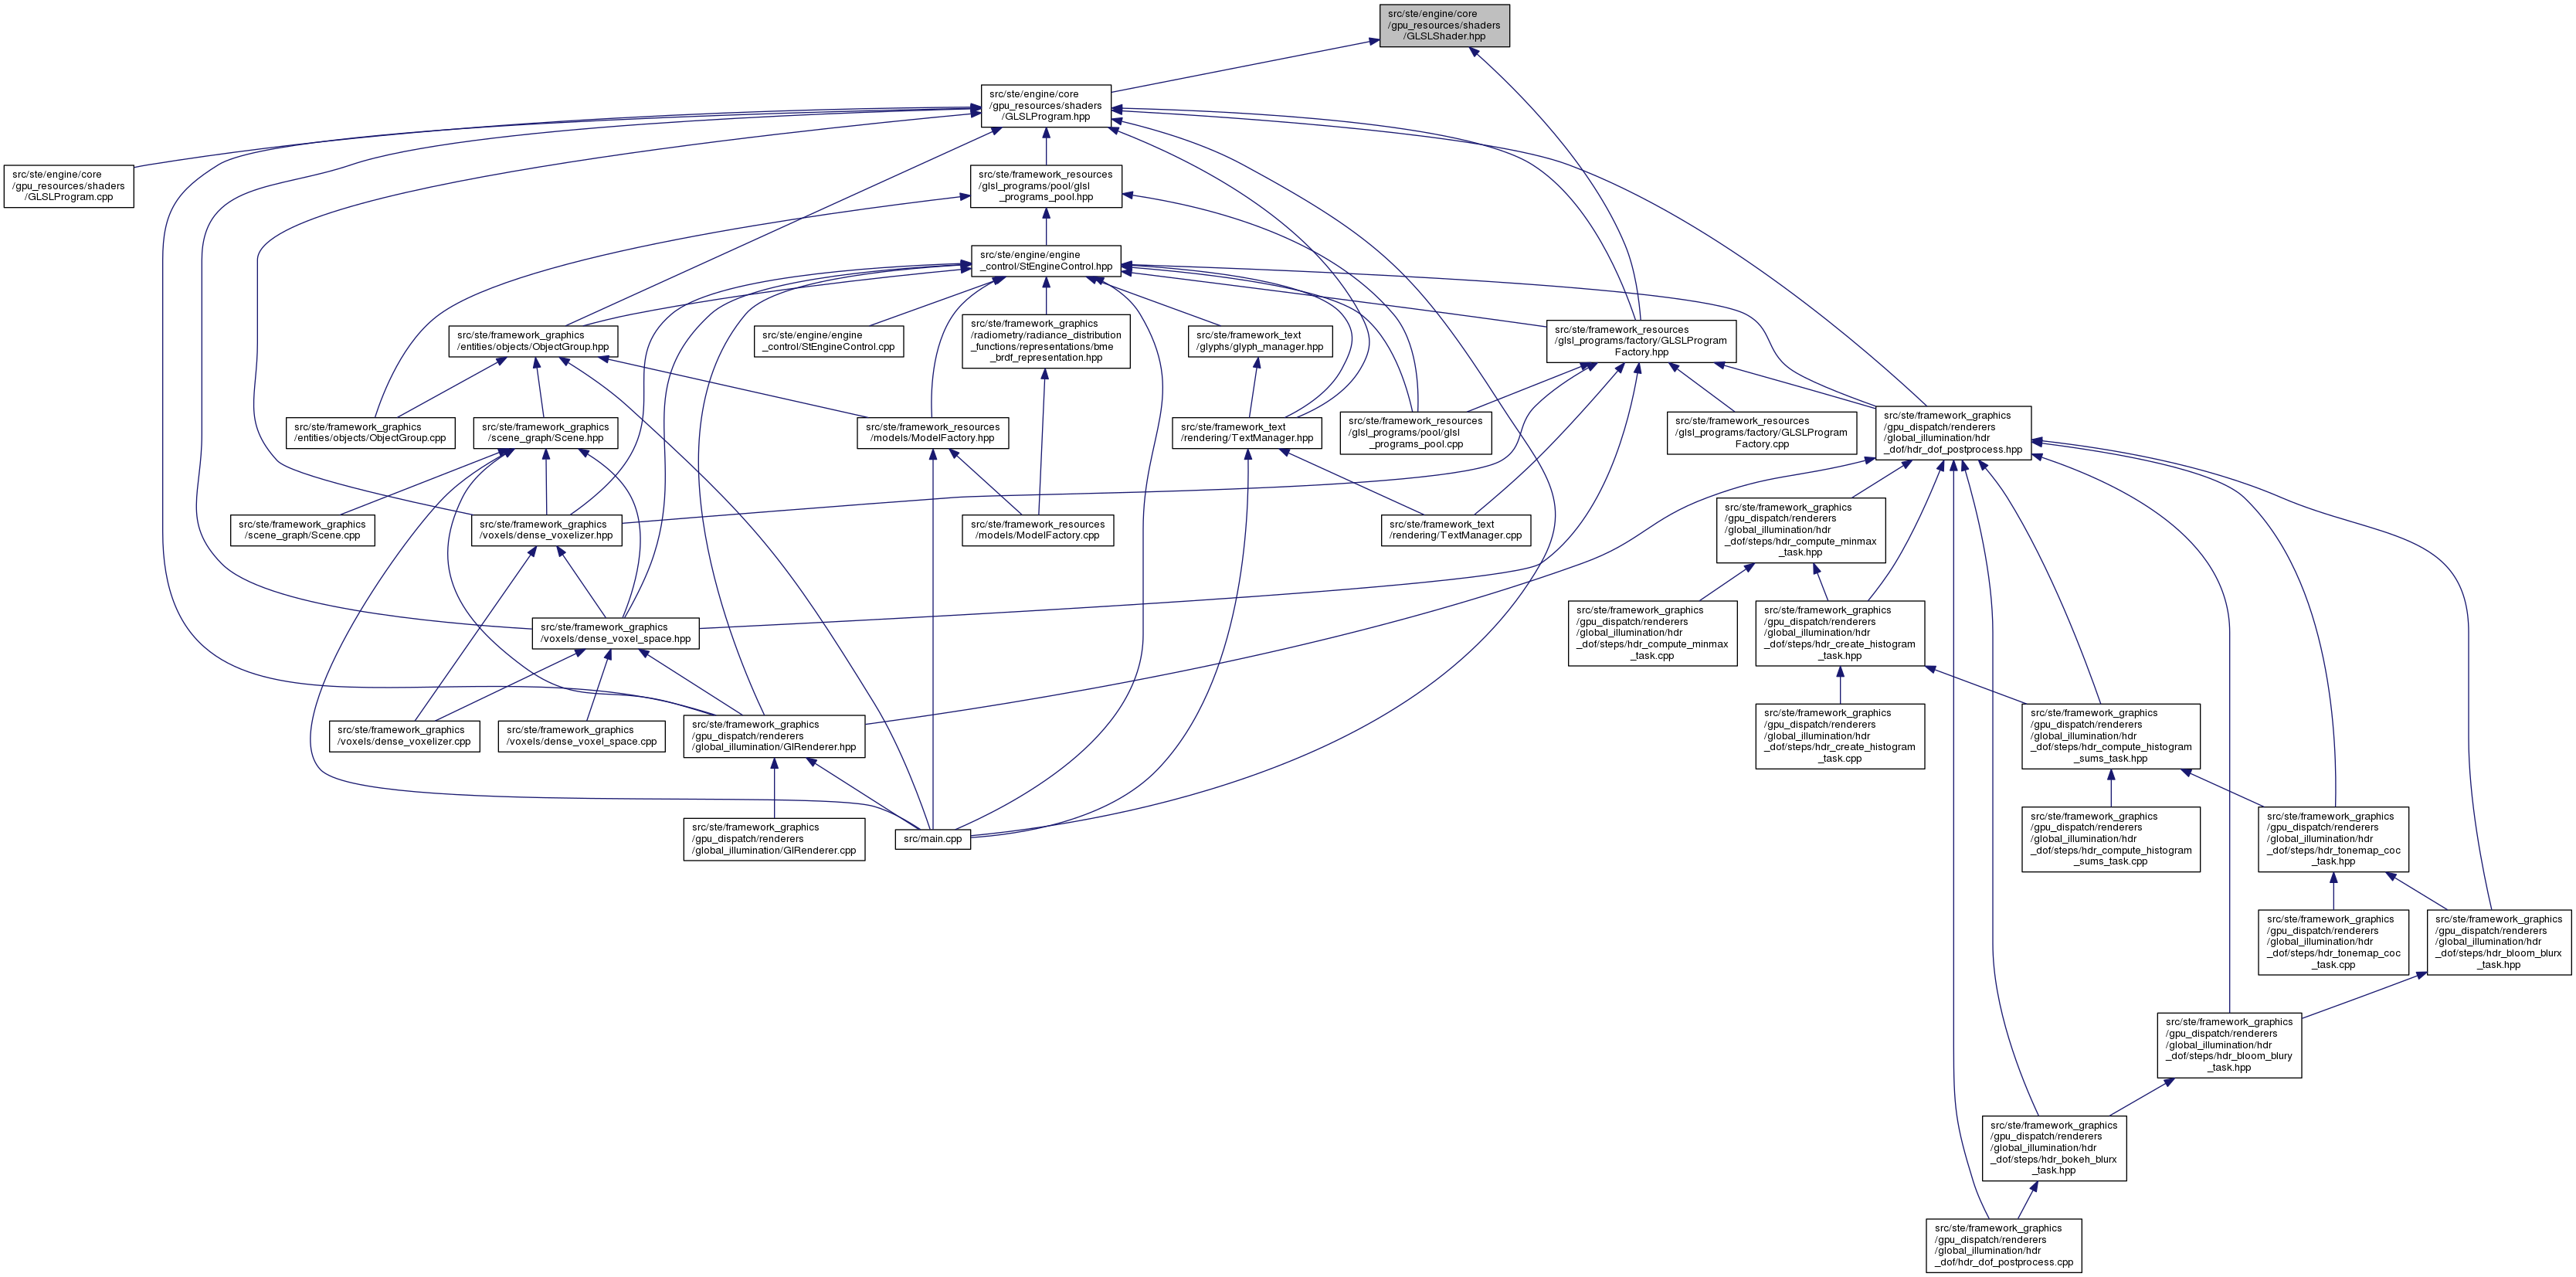 src/ste/engine/core
/gpu_resources/shaders
/GLSLShader.hpp
src/ste/engine/core
/gpu_resources/shaders
/GLSLProgram.hpp
src/ste/engine/core
/gpu_resources/shaders
/GLSLProgram.cpp
src/ste/framework_resources
/glsl_programs/pool/glsl
_programs_pool.hpp
src/ste/engine/engine
_control/StEngineControl.hpp
src/ste/framework_graphics
/entities/objects/ObjectGroup.hpp
src/ste/engine/engine
_control/StEngineControl.cpp
src/ste/framework_graphics
/radiometry/radiance_distribution
_functions/representations/bme
_brdf_representation.hpp
src/ste/framework_text
/glyphs/glyph_manager.hpp
src/ste/framework_resources
/glsl_programs/factory/GLSLProgram
Factory.hpp
src/ste/framework_graphics
/entities/objects/ObjectGroup.cpp
src/ste/framework_graphics
/scene_graph/Scene.hpp
src/ste/framework_resources
/models/ModelFactory.hpp
src/ste/framework_text
/rendering/TextManager.hpp
src/ste/framework_resources
/glsl_programs/pool/glsl
_programs_pool.cpp
src/ste/framework_resources
/glsl_programs/factory/GLSLProgram
Factory.cpp
src/ste/framework_graphics
/gpu_dispatch/renderers
/global_illumination/hdr
_dof/hdr_dof_postprocess.hpp
src/ste/framework_graphics
/scene_graph/Scene.cpp
src/ste/framework_graphics
/voxels/dense_voxelizer.hpp
src/ste/framework_resources
/models/ModelFactory.cpp
src/ste/framework_text
/rendering/TextManager.cpp
src/ste/framework_graphics
/gpu_dispatch/renderers
/global_illumination/hdr
_dof/steps/hdr_compute_minmax
_task.hpp
src/ste/framework_graphics
/voxels/dense_voxel_space.hpp
src/ste/framework_graphics
/gpu_dispatch/renderers
/global_illumination/hdr
_dof/steps/hdr_compute_minmax
_task.cpp
src/ste/framework_graphics
/gpu_dispatch/renderers
/global_illumination/hdr
_dof/steps/hdr_create_histogram
_task.hpp
src/ste/framework_graphics
/voxels/dense_voxelizer.cpp
src/ste/framework_graphics
/voxels/dense_voxel_space.cpp
src/ste/framework_graphics
/gpu_dispatch/renderers
/global_illumination/GIRenderer.hpp
src/ste/framework_graphics
/gpu_dispatch/renderers
/global_illumination/hdr
_dof/steps/hdr_create_histogram
_task.cpp
src/ste/framework_graphics
/gpu_dispatch/renderers
/global_illumination/hdr
_dof/steps/hdr_compute_histogram
_sums_task.hpp
src/ste/framework_graphics
/gpu_dispatch/renderers
/global_illumination/GIRenderer.cpp
src/main.cpp
src/ste/framework_graphics
/gpu_dispatch/renderers
/global_illumination/hdr
_dof/steps/hdr_compute_histogram
_sums_task.cpp
src/ste/framework_graphics
/gpu_dispatch/renderers
/global_illumination/hdr
_dof/steps/hdr_tonemap_coc
_task.hpp
src/ste/framework_graphics
/gpu_dispatch/renderers
/global_illumination/hdr
_dof/steps/hdr_tonemap_coc
_task.cpp
src/ste/framework_graphics
/gpu_dispatch/renderers
/global_illumination/hdr
_dof/steps/hdr_bloom_blurx
_task.hpp
src/ste/framework_graphics
/gpu_dispatch/renderers
/global_illumination/hdr
_dof/steps/hdr_bloom_blury
_task.hpp
src/ste/framework_graphics
/gpu_dispatch/renderers
/global_illumination/hdr
_dof/steps/hdr_bokeh_blurx
_task.hpp
src/ste/framework_graphics
/gpu_dispatch/renderers
/global_illumination/hdr
_dof/hdr_dof_postprocess.cpp